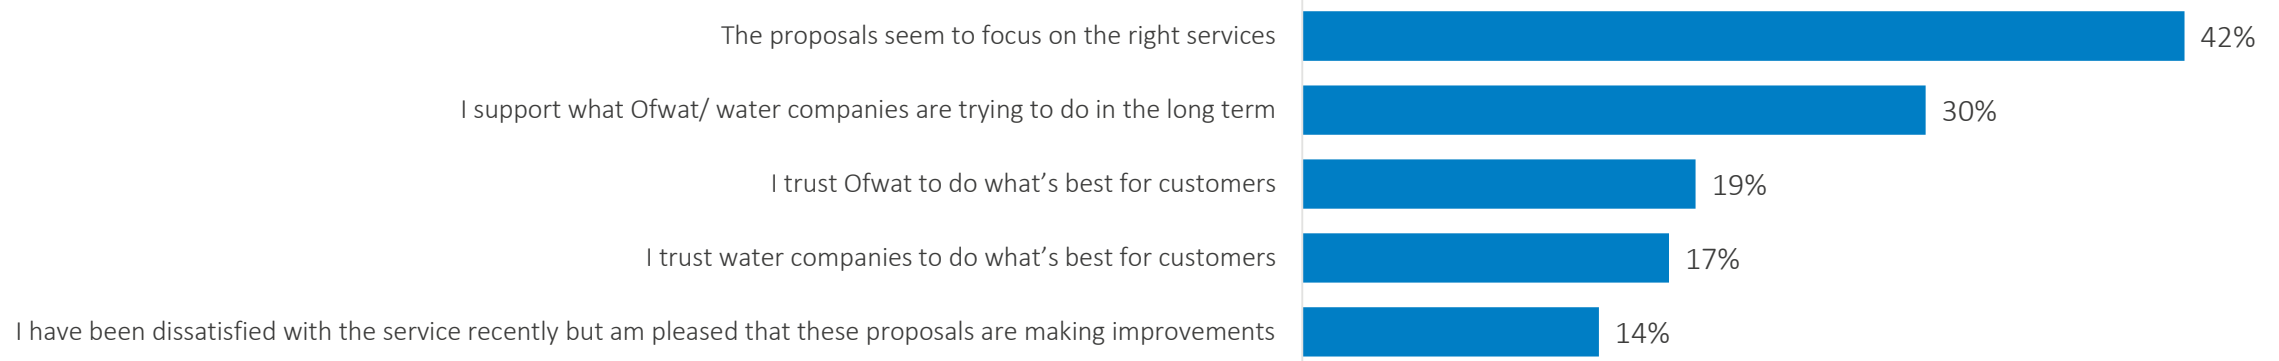 The proposals seem to focus on the right services 42%
I support what Ofwat/ water companies are trying to do in the long term 30%
I trust Ofwat to do what’s best for customers 19%
I trust water companies to do what’s best for customers 17%
I have been dissatisfied with the service recently but am pleased that these proposals are making improvements 14%